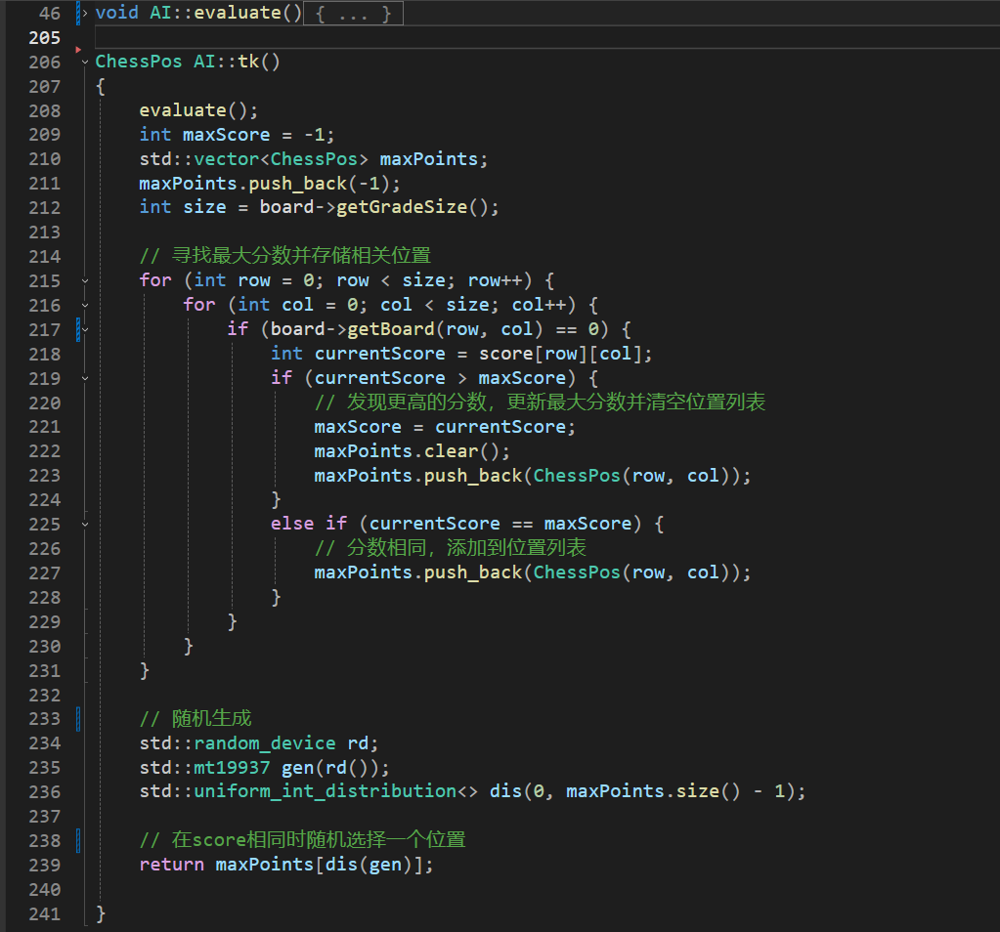 46 void AI::evaluate() { ... }
205
206 ChessPos AI::tk()
207 {
208 evaluate();
209 int maxScore = -1;
210 std::vector<ChessPos> maxPoints;
211 maxPoints.push_back(-1);
212 int size = board->getGradeSize();
213
214 // 寻找最大分数并存储相关位置
215 for (int row = 0; row < size; row++) {
216 for (int col = 0; col < size; col++) {
217 if (board->getBoard(row, col) == 0) {
218 int currentScore = score[row][col];
219 if (currentScore > maxScore) {
220 // 发现更高的分数，更新最大分数并清空位置列表
221 maxScore = currentScore;
222 maxPoints.clear();
223 maxPoints.push_back(ChessPos(row, col));
224 }
225 else if (currentScore == maxScore) {
226 // 分数相同，添加到位置列表
227 maxPoints.push_back(ChessPos(row, col));
228 }
229 }
230 }
231 }
232
233 // 随机生成
234 std::random_device rd;
235 std::mt19937 gen(rd());
236 std::uniform_int_distribution<> dis(0, maxPoints.size() - 1);
237
238 // 在score相同时随机选择一个位置
239 return maxPoints[dis(gen)];
240
241 }